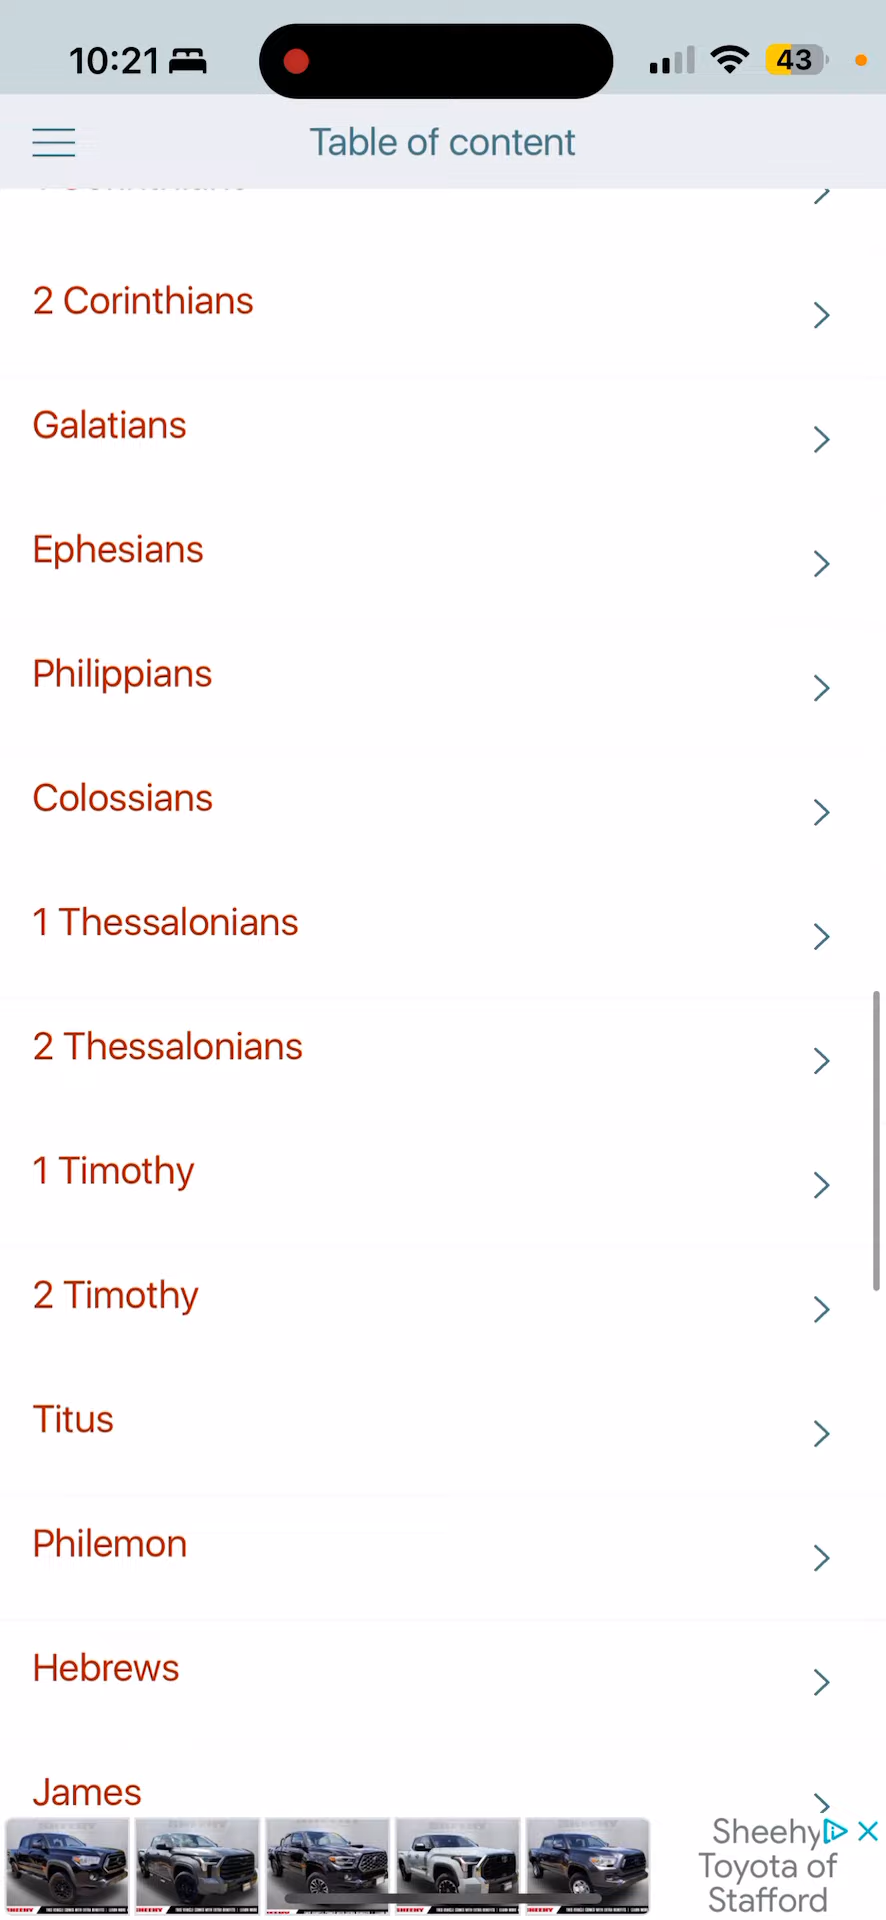 10:21
43
Table of content
2 Corinthians
Galatians
Ephesians
Philippians
Colossians
1 Thessalonians
2 Thessalonians
1 Timothy
2 Timothy
Titus
Philemon
Hebrews
James
Sheehy
Toyota of
Stafford